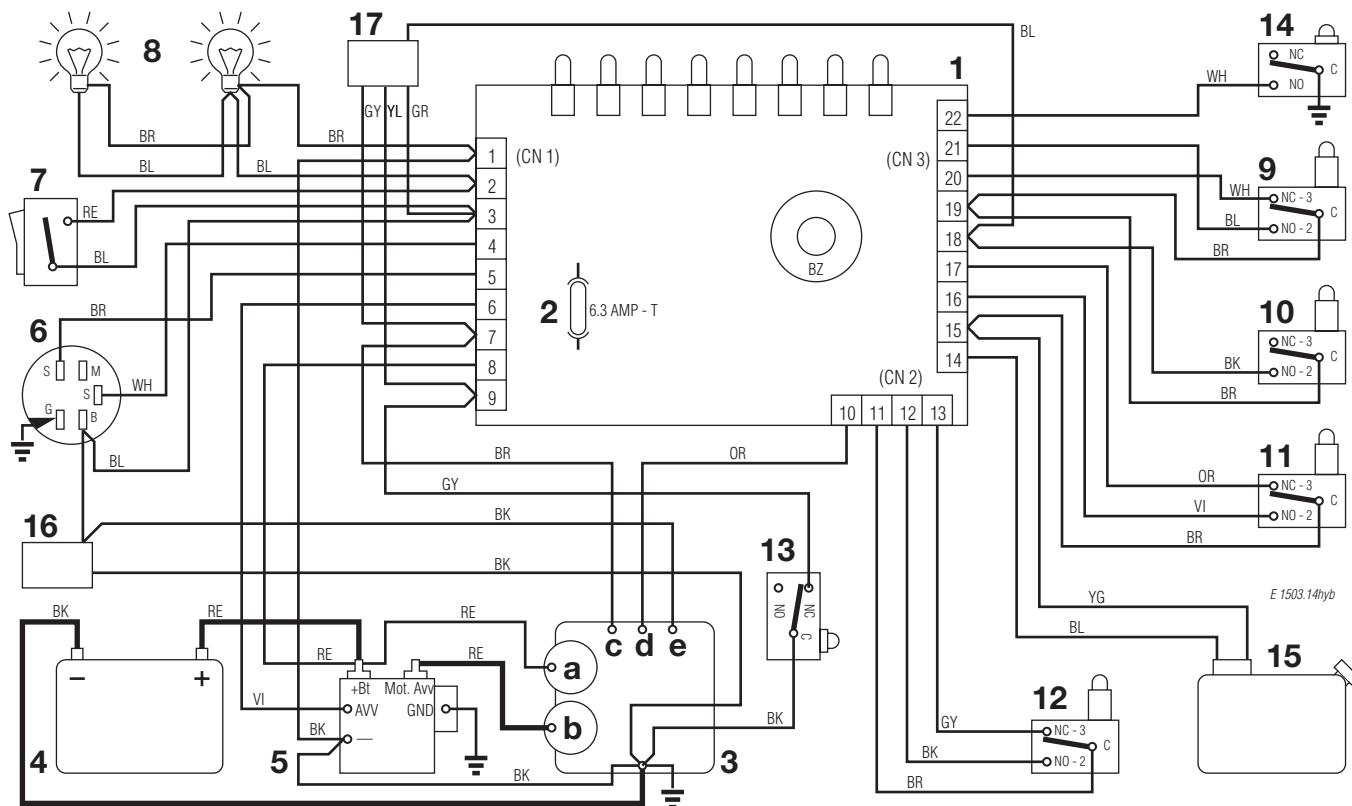 8
17
BL
14
NC
C
NO
WH
1
GY
YL
GR
22
BR
BR
1
(CN 1)
(CN 3)
21
9
BL
BL
2
20
WH
NC - 3
7
RE
3
19
C
BL
NO - 2
4
18
BR
BL
BZ
5
17
10
BR
2
6.3 AMP - T
6
16
6
7
15
NC - 3
C
S
M
8
14
BK
NO - 2
S
WH
(CN 2)
BR
G
B
9
10
11
12
13
11
BL
BR
OR
OR
NC - 3
GY
C
VI
NO - 2
16
BK
13
BR
BK
E 1503.14hyb
NO
NC
C
YG
BK
RE
RE
BL
15
c
d
e
RE
RE
a
–
+
+Bt
Mot. Avv
12
VI
AVV
GND
b
BK
GY
NC - 3
C
BK
—
BK
NO - 2
4
5
BK
3
BR